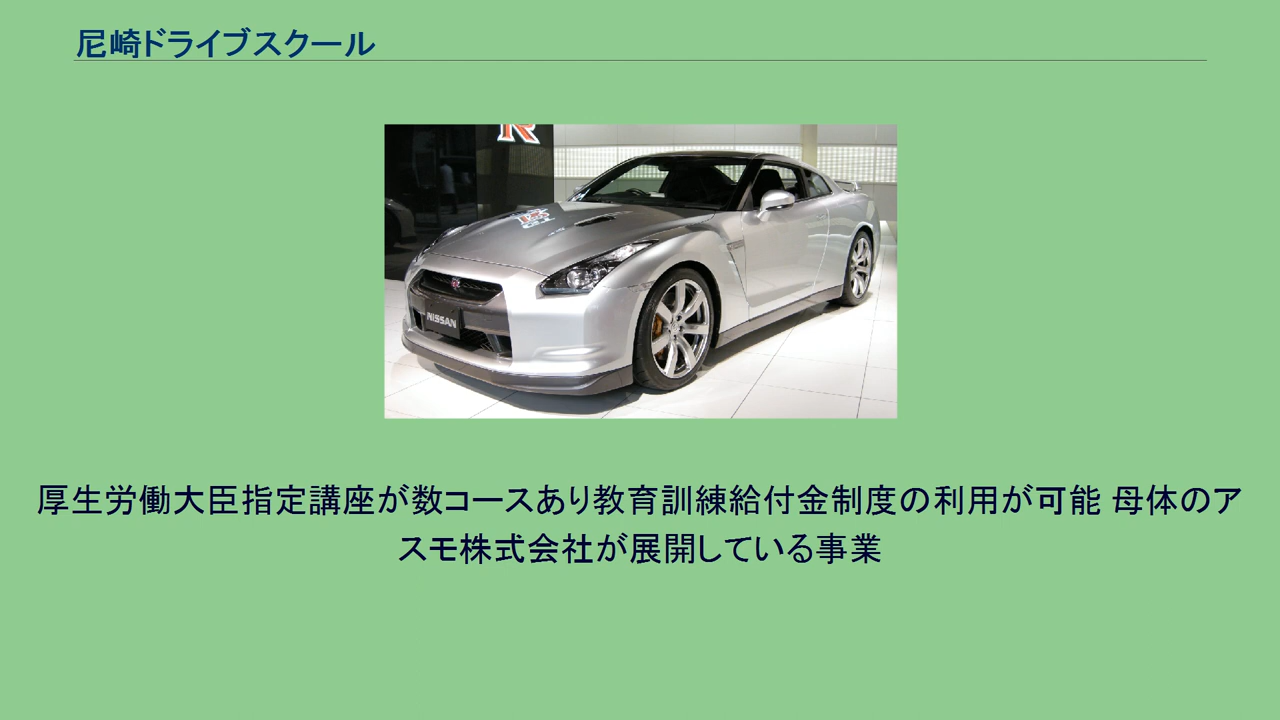 尼崎ドライブスクール
R
NISSAN
厚生労働大臣指定講座が数コースあり教育訓練給付金制度の利用が可能 母体のア
スモ株式会社が展開している事業